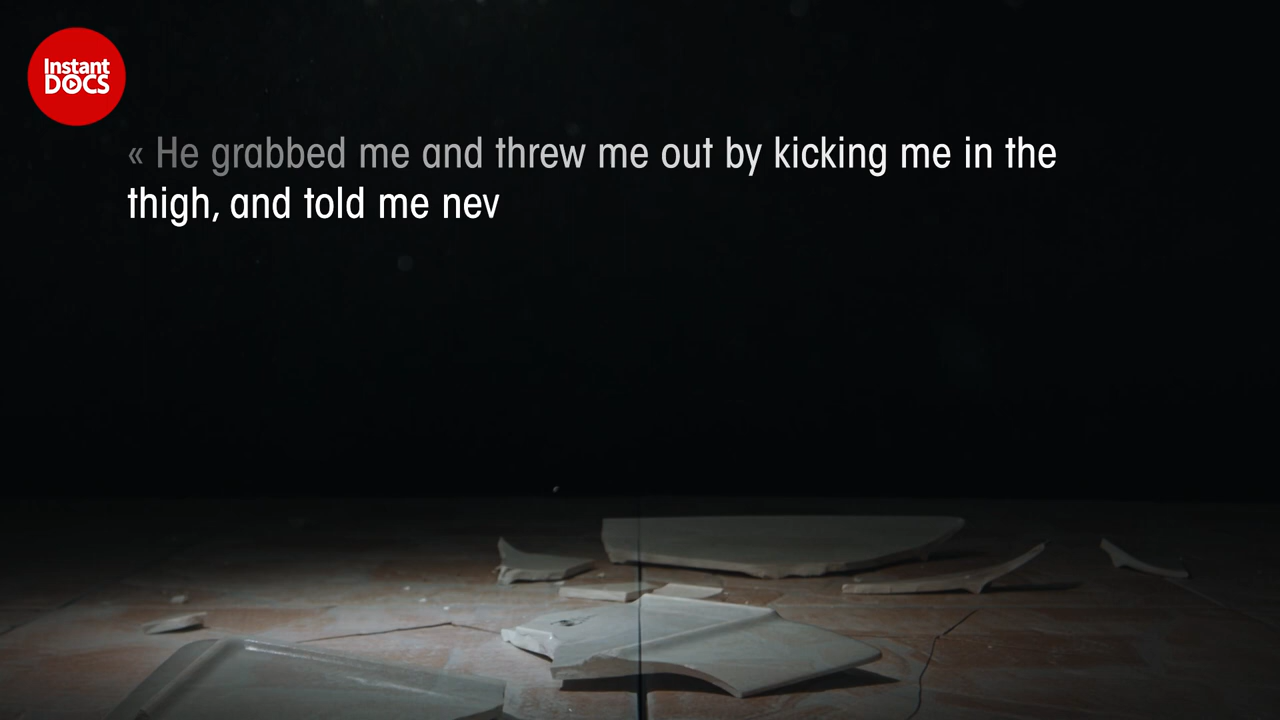 Instant
DOCS
« He grabbed me and threw me out by kicking me in the
thigh, and told me nev